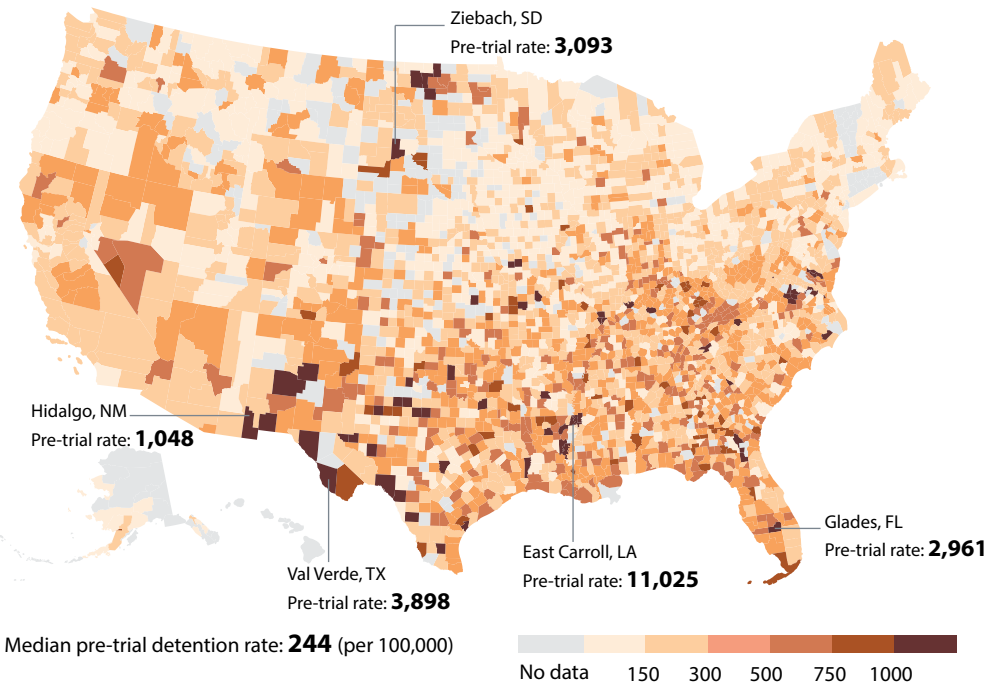 Ziebach, SD
Pre-trial rate: 3,093
Hidalgo, NM
Pre-trial rate: 1,048
Glades, FL
Pre-trial rate: 2,961
East Carroll, LA
Pre-trial rate: 11,025
Val Verde, TX
Pre-trial rate: 3,898
Median pre-trial detention rate: 244 (per 100,000)
No data 150 300 500 750 1000